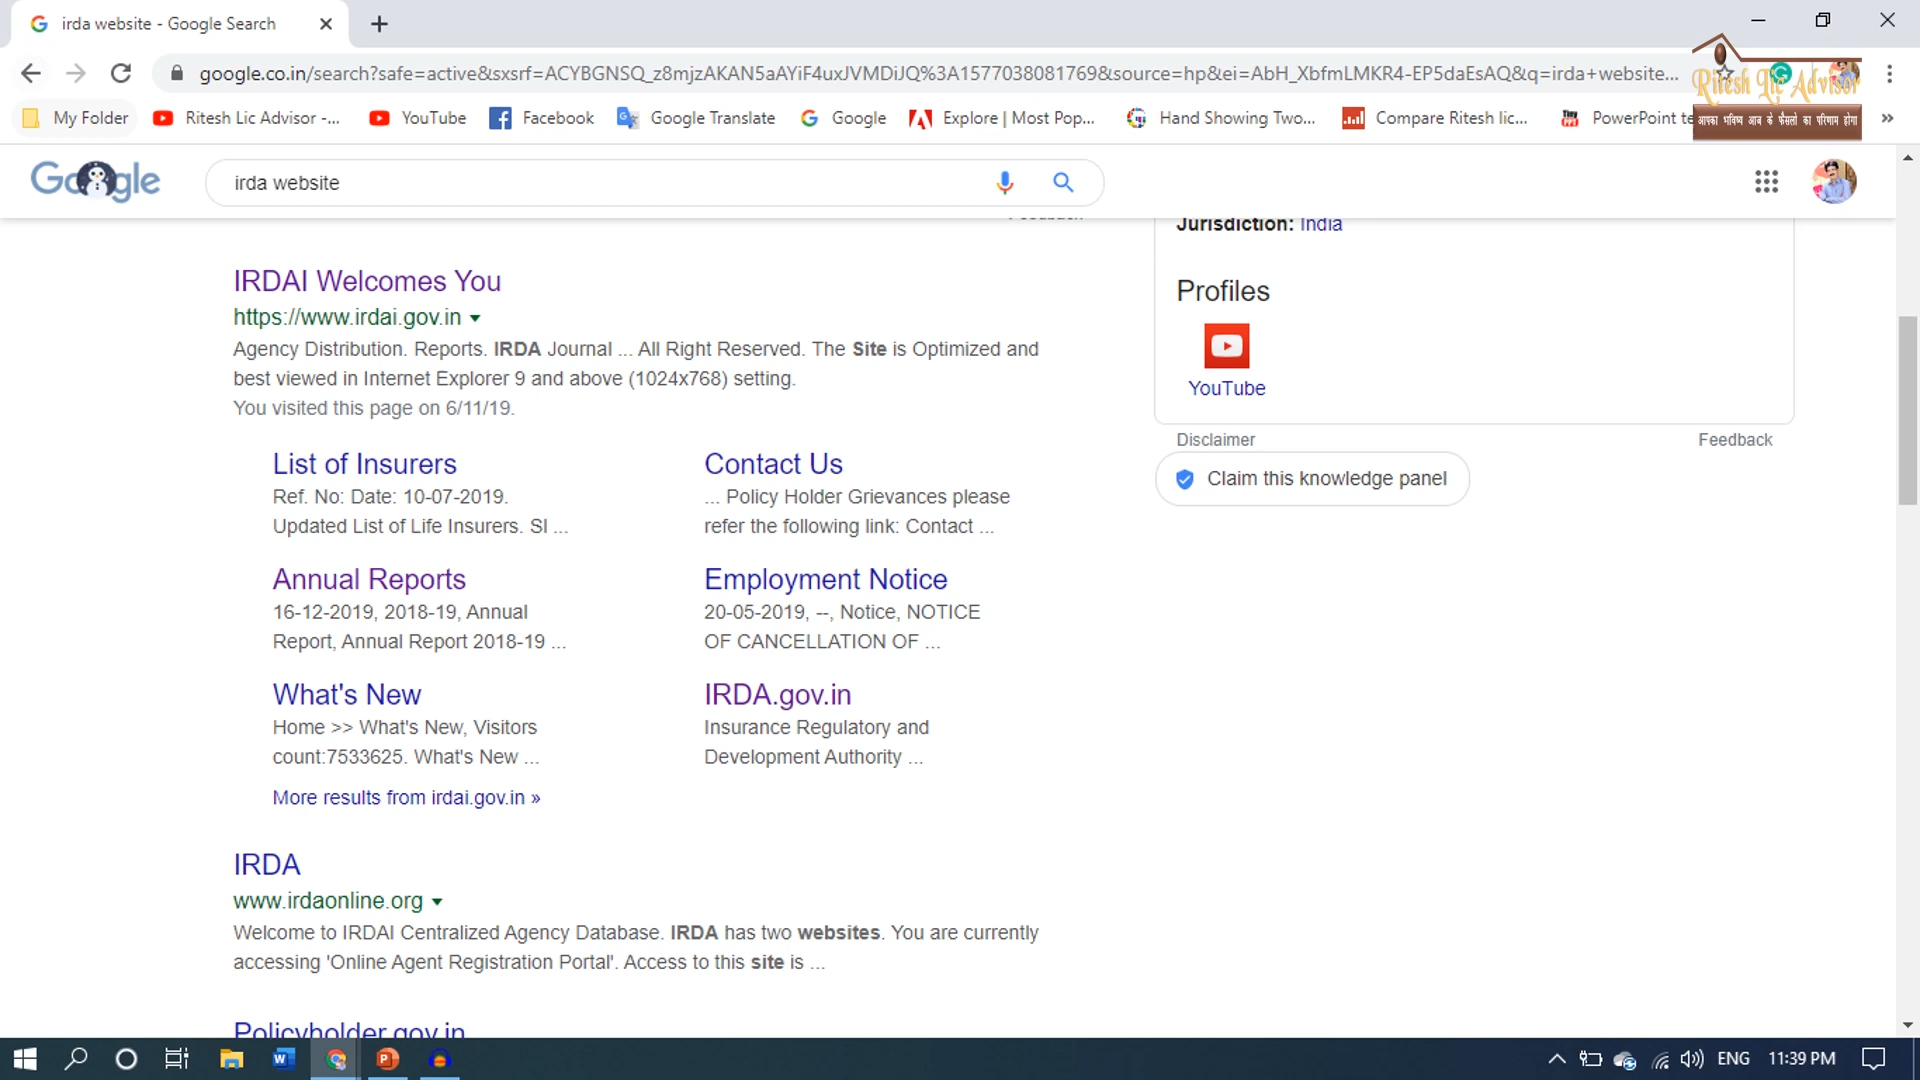 irda website - Google Search
google.co.in/search?safe=active&sxsrf=ACYBGNSQ_z8mjzAKAN5aAYiF4uxJVMDiJQ%3A1577038081769&source=hp&ei=AbH_XbfmLMKR4-EP5daEsAQ&q=irda+website...
Ritesh Lic Advisor
आपका भविष्य आज के फैसलो का परिणाम होगा
My Folder Ritesh Lic Advisor -... YouTube Facebook Google Translate Google Explore | Most Pop... Hand Showing Two... Compare Ritesh lic... PowerPoint te »
Google irda website
Feedback
Jurisdiction: India
IRDAI Welcomes You
https://www.irdai.gov.in
Agency Distribution. Reports. IRDA Journal ... All Right Reserved. The Site is Optimized and
best viewed in Internet Explorer 9 and above (1024x768) setting.
You visited this page on 6/11/19.
Profiles
YouTube
Disclaimer Feedback
Claim this knowledge panel
List of Insurers
Ref. No: Date: 10-07-2019.
Updated List of Life Insurers. SI ...
Contact Us
... Policy Holder Grievances please
refer the following link: Contact ...
Annual Reports
16-12-2019, 2018-19, Annual
Report, Annual Report 2018-19 ...
Employment Notice
20-05-2019, --, Notice, NOTICE
OF CANCELLATION OF ...
What's New
Home >> What's New, Visitors
count:7533625. What's New ...
IRDA.gov.in
Insurance Regulatory and
Development Authority ...
More results from irdai.gov.in »
IRDA
www.irdaonline.org
Welcome to IRDAI Centralized Agency Database. IRDA has two websites. You are currently
accessing 'Online Agent Registration Portal'. Access to this site is ...
Policyholder.gov.in
ENG 11:39 PM